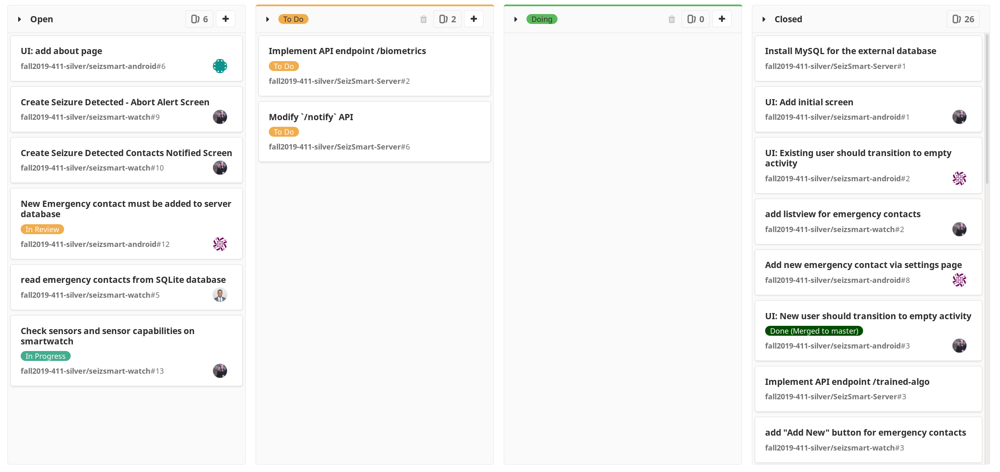 Open
6
UI: add about page
fall2019-411-silver/seizsmart-android#6
Create Seizure Detected - Abort Alert Screen
fall2019-411-silver/seizsmart-watch#9
Create Seizure Detected Contacts Notified Screen
fall2019-411-silver/seizsmart-watch#10
New Emergency contact must be added to server
database
In Review
fall2019-411-silver/seizsmart-android#12
read emergency contacts from SQLite database
fall2019-411-silver/seizsmart-watch#5
Check sensors and sensor capabilities on
smartwatch
In Progress
fall2019-411-silver/seizsmart-watch#13
To Do
2
Implement API endpoint /biometrics
To Do
fall2019-411-silver/SeizSmart-Server#2
Modify `/notify` API
To Do
fall2019-411-silver/SeizSmart-Server#6
Doing
0
Closed
26
Install MySQL for the external database
fall2019-411-silver/SeizSmart-Server#1
UI: Add initial screen
fall2019-411-silver/seizsmart-android#1
UI: Existing user should transition to empty
activity
fall2019-411-silver/seizsmart-android#2
add listview for emergency contacts
fall2019-411-silver/seizsmart-watch#2
Add new emergency contact via settings page
fall2019-411-silver/seizsmart-android#8
UI: New user should transition to empty activity
Done (Merged to master)
fall2019-411-silver/seizsmart-android#3
Implement API endpoint /trained-algo
fall2019-411-silver/SeizSmart-Server#3
add "Add New" button for emergency contacts
fall2019-411-silver/seizsmart-watch#3